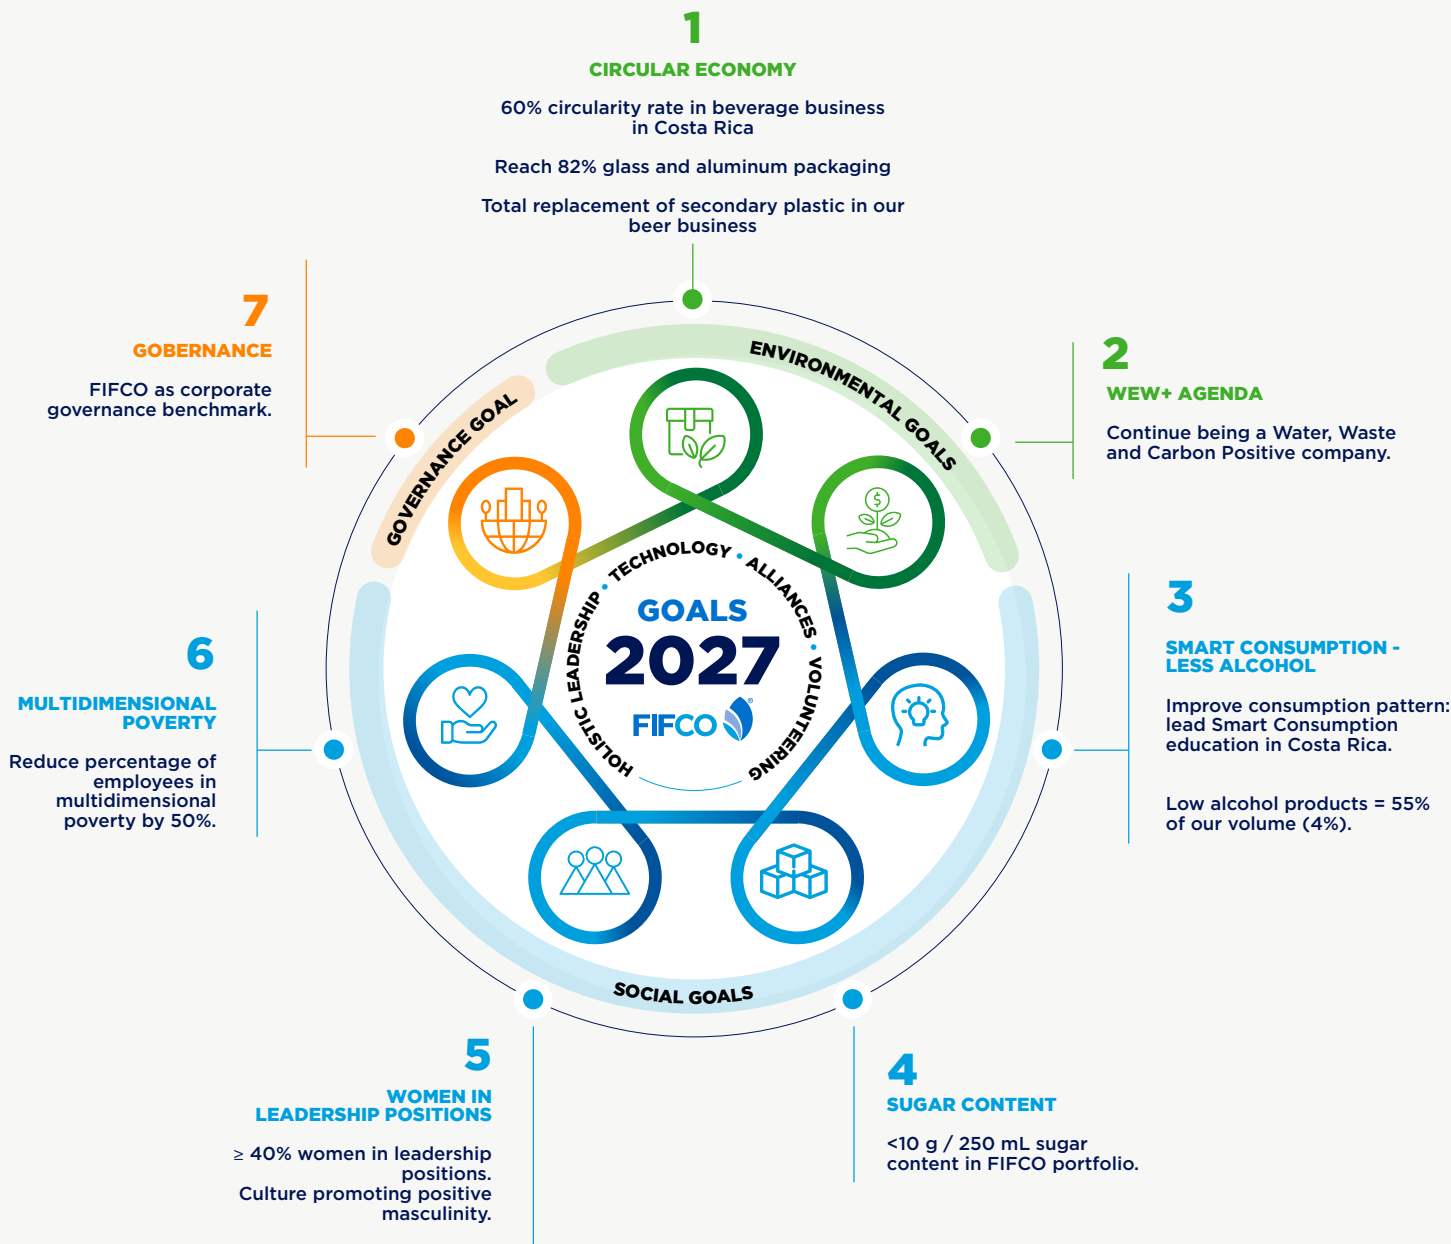 1
CIRCULAR ECONOMY
60% circularity rate in beverage business
in Costa Rica
Reach 82% glass and aluminum packaging
Total replacement of secondary plastic in our
beer business
2
WEW+ AGENDA
Continue being a Water, Waste
and Carbon Positive company.
3
SMART CONSUMPTION -
LESS ALCOHOL
Improve consumption pattern:
lead Smart Consumption
education in Costa Rica.
Low alcohol products = 55%
of our volume (4%).
4
SUGAR CONTENT
<10 g / 250 mL sugar
content in FIFCO portfolio.
5
WOMEN IN
LEADERSHIP POSITIONS
≥ 40% women in leadership
positions.
Culture promoting positive
masculinity.
6
MULTIDIMENSIONAL
POVERTY
Reduce percentage of
employees in
multidimensional
poverty by 50%.
7
GOBERNANCE
FIFCO as corporate
governance benchmark.
GOVERNANCE GOAL
ENVIRONMENTAL GOALS
SOCIAL GOALS
HOLISTIC LEADERSHIP • TECHNOLOGY • ALLIANCES • VOLUNTEERING
GOALS
2027
FIFCO®
$